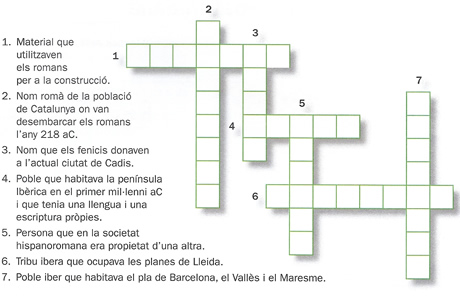 2
3
1. Material que
utilitzaven
els romans
per a la construcció.
1
7
2. Nom romà de la població
de Catalunya on van
desembarcar els romans
l'any 218 aC.
5
4
3. Nom que els fenicis donaven
a l'actual ciutat de Cadis.
4. Poble que habitava la península
Ibèrica en el primer mil·lenni aC
i que tenia una llengua i una
escriptura pròpies.
6
5. Persona que en la societat
hispanoromana era propietat d'una altra.
6. Tribu ibera que ocupava les planes de Lleida.
7. Poble iber que habitava el pla de Barcelona, el Vallès i el Maresme.